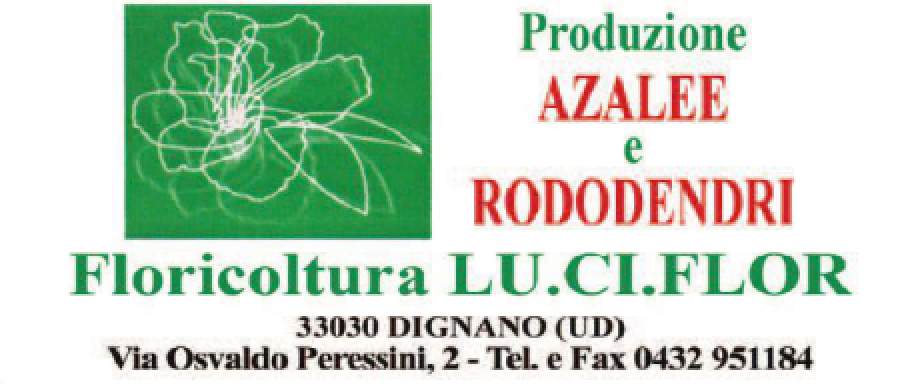 Produzione
AZALEE
e
RODODENDRI
Floricoltura LU.CI.FLOR
33030 DIGNANO (UD)
Via Osvaldo Peressini, 2 - Tel. e Fax 0432 951184